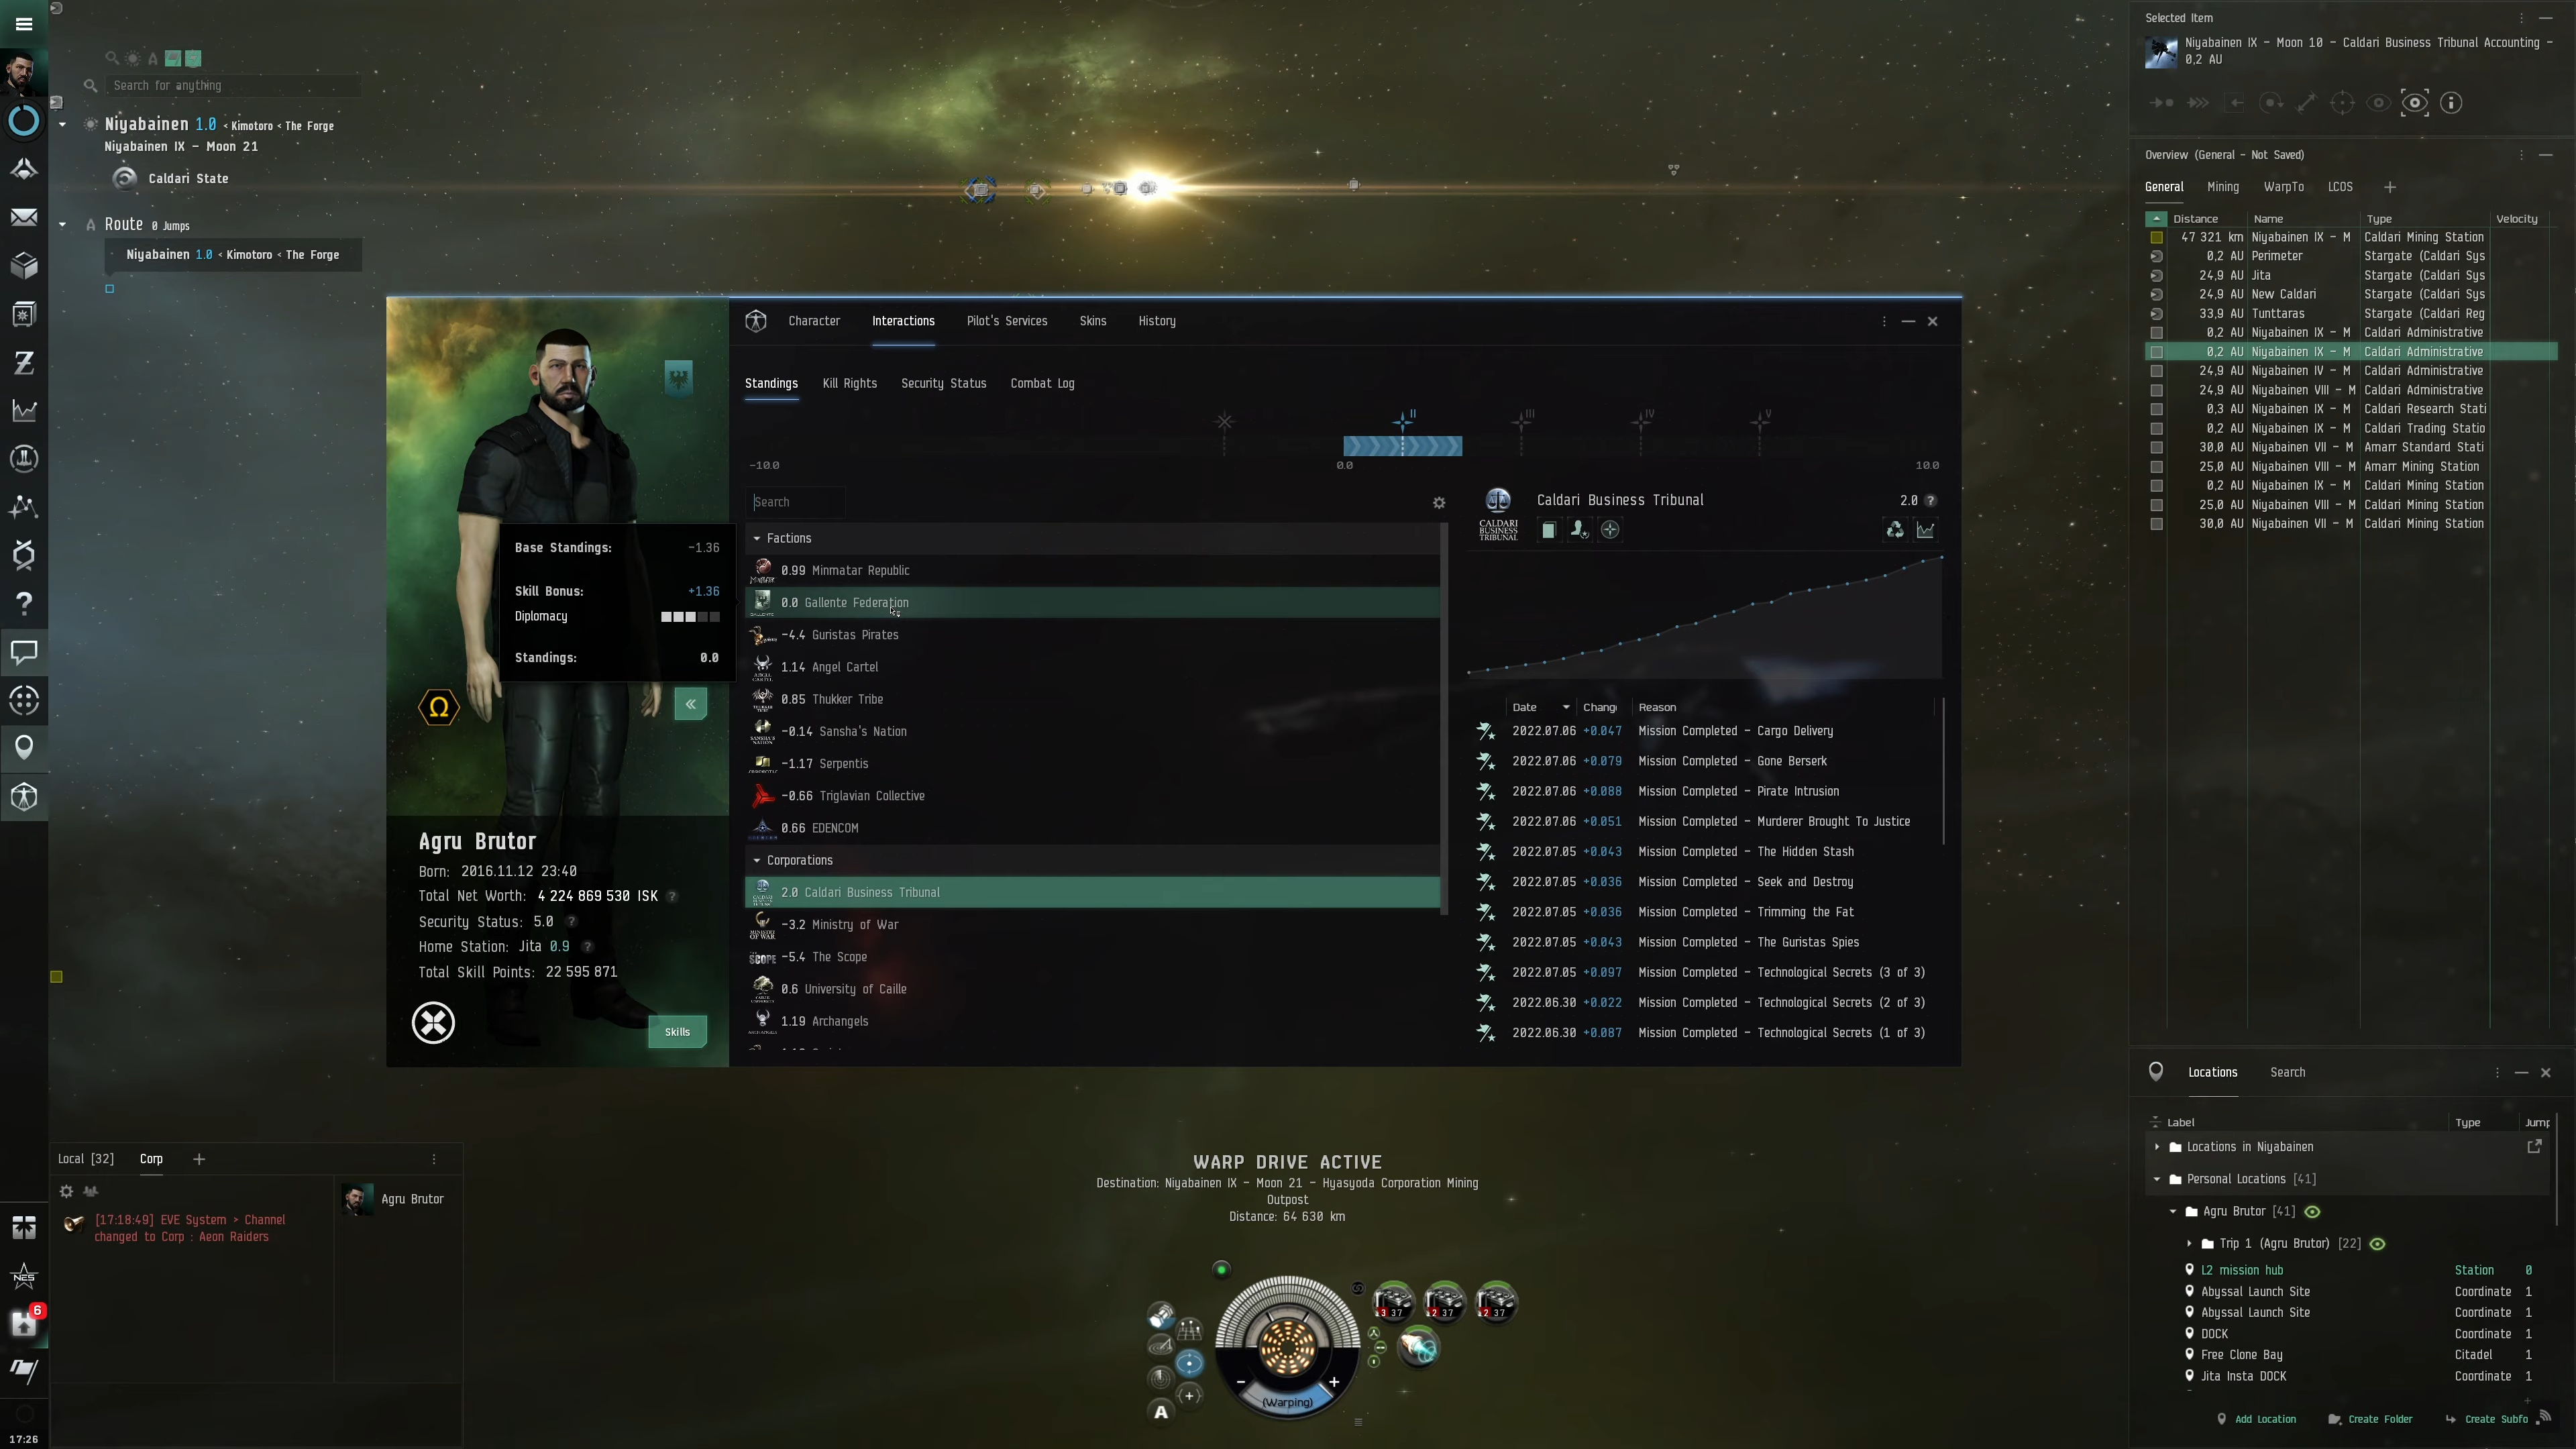 Search for anything
Niyabainen 1.0 < Kimotoro < The Forge
Niyabainen IX – Moon 21
Caldari State
Route 0 Jumps
Niyabainen 1.0 < Kimotoro < The Forge
Character Interactions Pilot's Services Skins History
Standings Kill Rights Security Status Combat Log
II III IV V
-10.0 0.0 10.0
Search
Factions
0.99 Minmatar Republic
0.0 Gallente Federation
-4.4 Guristas Pirates
1.14 Angel Cartel
0.85 Thukker Tribe
-0.14 Sansha's Nation
-1.17 Serpentis
-0.66 Triglavian Collective
0.66 EDENCOM
Corporations
2.0 Caldari Business Tribunal
-3.2 Ministry of War
-5.4 The Scope
0.6 University of Caille
1.19 Archangels
Base Standings: -1.36
Skill Bonus: +1.36
Diplomacy
Standings: 0.0
Agru Brutor
Born: 2016.11.12 23:40
Total Net Worth: 4 224 869 530 ISK ?
Security Status: 5.0 ?
Home Station: Jita 0.9 ?
Total Skill Points: 22 595 871
Skills
Caldari Business Tribunal 2.0 ?
CALDARI
BUSINESS
TRIBUNAL
Date Chang Reason
2022.07.06 +0.047 Mission Completed – Cargo Delivery
2022.07.06 +0.079 Mission Completed – Gone Berserk
2022.07.06 +0.088 Mission Completed – Pirate Intrusion
2022.07.06 +0.051 Mission Completed – Murderer Brought To Justice
2022.07.05 +0.043 Mission Completed – The Hidden Stash
2022.07.05 +0.036 Mission Completed – Seek and Destroy
2022.07.05 +0.036 Mission Completed – Trimming the Fat
2022.07.05 +0.043 Mission Completed – The Guristas Spies
2022.07.05 +0.097 Mission Completed – Technological Secrets (3 of 3)
2022.06.30 +0.022 Mission Completed – Technological Secrets (2 of 3)
2022.06.30 +0.087 Mission Completed – Technological Secrets (1 of 3)
Selected Item
Niyabainen IX – Moon 10 – Caldari Business Tribunal Accounting –
0,2 AU
Overview (General – Not Saved)
General Mining WarpTo LCOS
Distance Name Type Velocity
47 321 km Niyabainen IX – M Caldari Mining Station
0,2 AU Perimeter Stargate (Caldari Sys
24,9 AU Jita Stargate (Caldari Sys
24,9 AU New Caldari Stargate (Caldari Sys
33,9 AU Tunttaras Stargate (Caldari Reg
0,2 AU Niyabainen IX – M Caldari Administrative
0,2 AU Niyabainen IX – M Caldari Administrative
24,9 AU Niyabainen IV – M Caldari Administrative
24,9 AU Niyabainen VIII – M Caldari Administrative
0,3 AU Niyabainen IX – M Caldari Research Stati
0,2 AU Niyabainen IX – M Caldari Trading Statio
30,0 AU Niyabainen VII – M Amarr Standard Stati
25,0 AU Niyabainen VIII – M Amarr Mining Station
0,2 AU Niyabainen IX – M Caldari Mining Station
25,0 AU Niyabainen VIII – M Caldari Mining Station
30,0 AU Niyabainen VII – M Caldari Mining Station
Locations Search
Label Type Jump
Locations in Niyabainen
Personal Locations [41]
Agru Brutor [41]
Trip 1 (Agru Brutor) [22]
L2 mission hub Station 0
Abyssal Launch Site Coordinate 1
Abyssal Launch Site Coordinate 1
DOCK Coordinate 1
Free Clone Bay Citadel 1
Jita Insta DOCK Coordinate 1
Add Location Create Folder Create Subfo
Local [32] Corp
[17:18:49] EVE System > Channel
changed to Corp : Aeon Raiders
Agru Brutor
WARP DRIVE ACTIVE
Destination: Niyabainen IX – Moon 21 – Hyasyoda Corporation Mining
Outpost
Distance: 64 630 km
3 37 2 37 2 37
(Warping)
A
NES
6
17:26